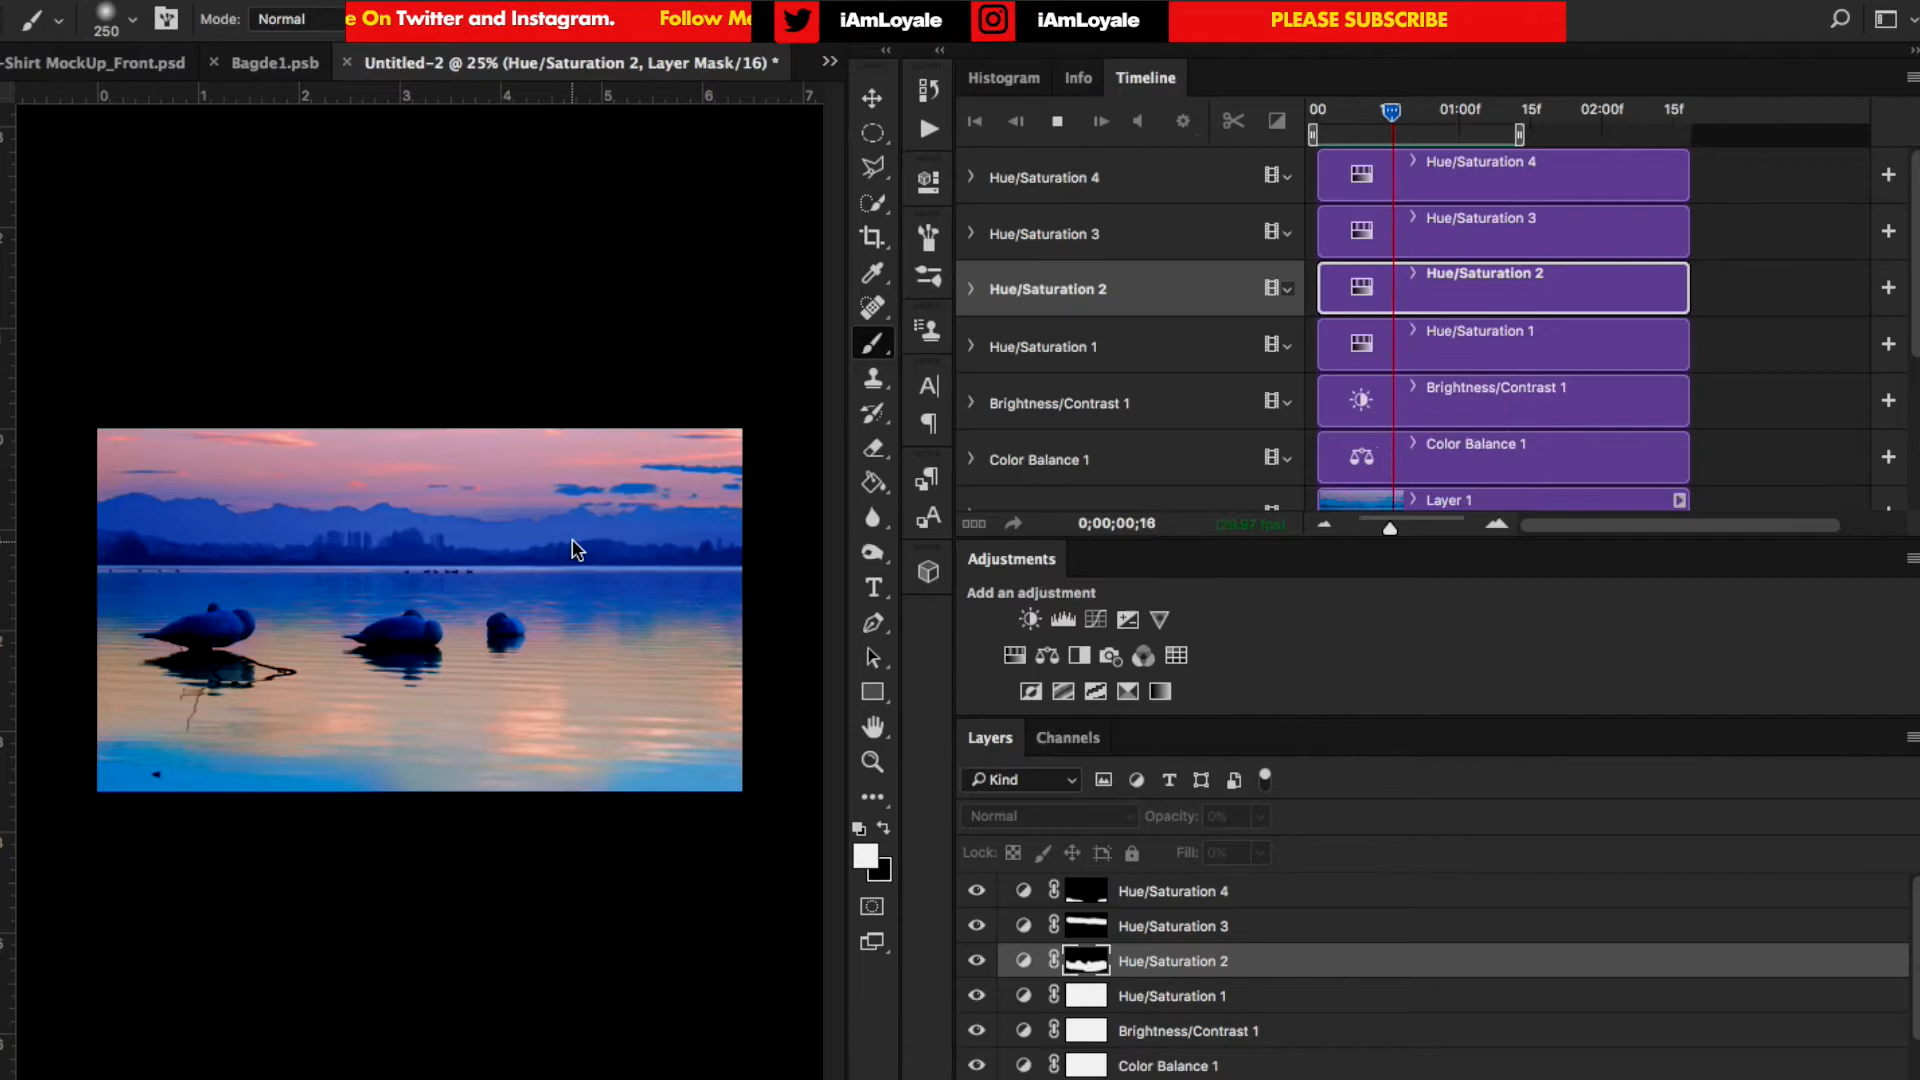 250
Mode: Normal
e On Twitter and Instagram. Follow Me
iAmLoyale
iAmLoyale
PLEASE SUBSCRIBE
-Shirt MockUp_Front.psd
× Bagde1.psb
× Untitled-2 @ 25% (Hue/Saturation 2, Layer Mask/16) *
0 1 2 3 4 5 6 7
Histogram Info Timeline
00 01:00f 15f 02:00f 15f
Hue/Saturation 4
Hue/Saturation 4
Hue/Saturation 3
Hue/Saturation 3
Hue/Saturation 2
Hue/Saturation 2
Hue/Saturation 1
Hue/Saturation 1
Brightness/Contrast 1
Brightness/Contrast 1
Color Balance 1
Color Balance 1
Layer 1
0;00;00;16 (29.97 fps)
Adjustments
Add an adjustment
Layers Channels
Kind
Normal Opacity: 0%
Lock: Fill: 0%
Hue/Saturation 4
Hue/Saturation 3
Hue/Saturation 2
Hue/Saturation 1
Brightness/Contrast 1
Color Balance 1